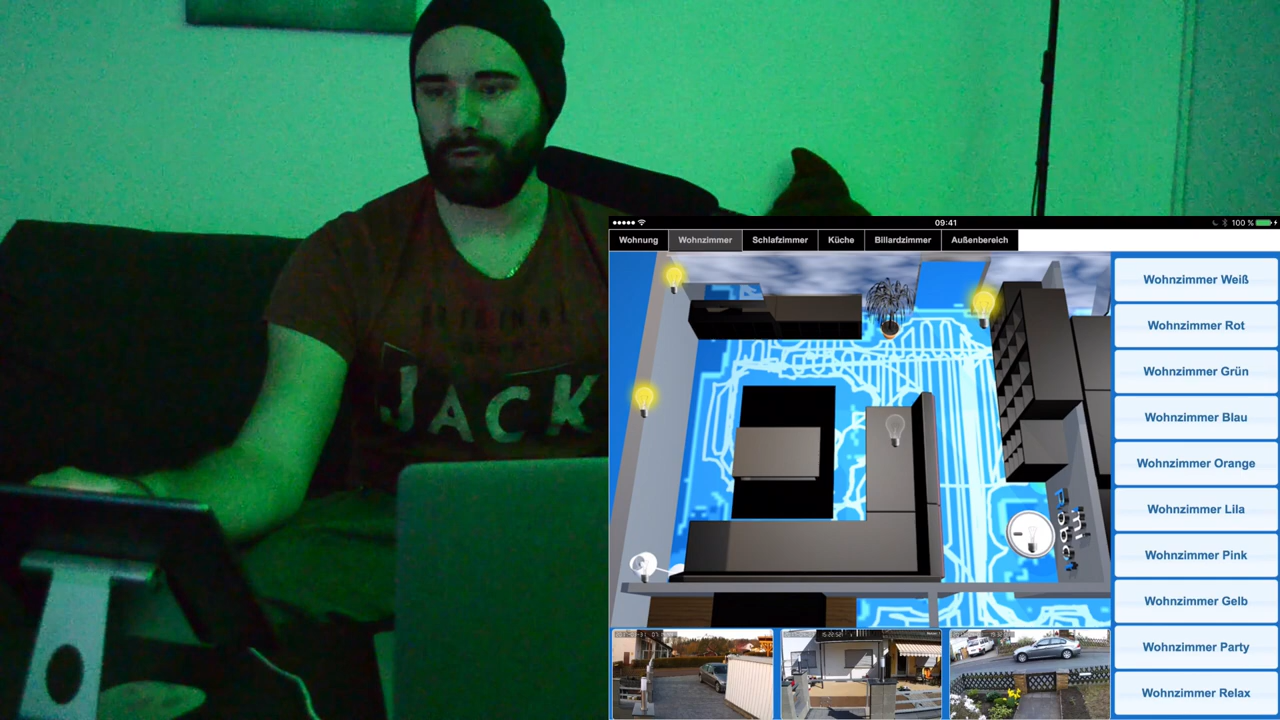 JACK
09:41
100 %
Wohnung
Wohnzimmer
Schlafzimmer
Küche
Billardzimmer
Außenbereich
Wohnzimmer Weiß
Wohnzimmer Rot
Wohnzimmer Grün
Wohnzimmer Blau
Wohnzimmer Orange
Wohnzimmer Lila
Wohnzimmer Pink
Wohnzimmer Gelb
Wohnzimmer Party
Wohnzimmer Relax